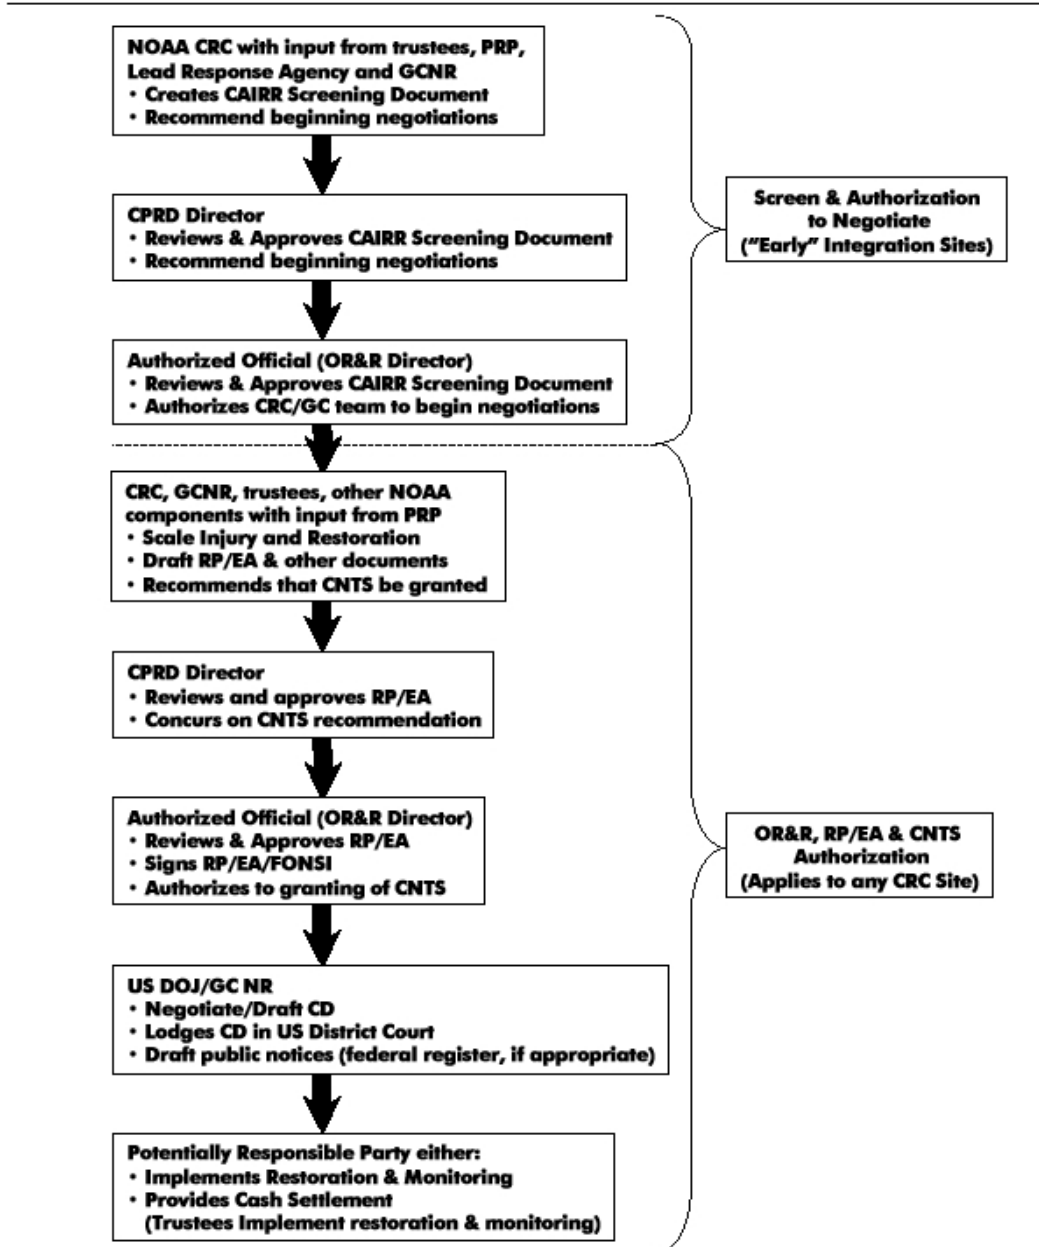 NOAA CRC with input from trustees, PRP,
Lead Response Agency and GCNR
• Creates CAIRR Screening Document
• Recommend beginning negotiations
CPRD Director
• Reviews & Approves CAIRR Screening Document
• Recommend beginning negotiations
Authorized Official (OR&R Director)
• Reviews & Approves CAIRR Screening Document
• Authorizes CRC/GC team to begin negotiations
Screen & Authorization
to Negotiate
("Early" Integration Sites)
CRC, GCNR, trustees, other NOAA
components with input from PRP
• Scale Injury and Restoration
• Draft RP/EA & other documents
• Recommends that CNTS be granted
CPRD Director
• Reviews and approves RP/EA
• Concurs on CNTS recommendation
Authorized Official (OR&R Director)
• Reviews & Approves RP/EA
• Signs RP/EA/FONSI
• Authorizes to granting of CNTS
US DOJ/GC NR
• Negotiate/Draft CD
• Lodges CD in US District Court
• Draft public notices (federal register, if appropriate)
Potentially Responsible Party either:
• Implements Restoration & Monitoring
• Provides Cash Settlement
(Trustees Implement restoration & monitoring)
OR&R, RP/EA & CNTS
Authorization
(Applies to any CRC Site)